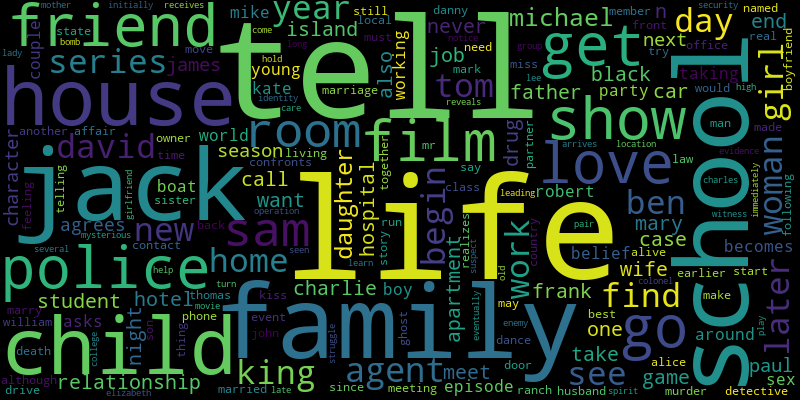 mother initially receives
friend couple state bomb mike still local danny member named security
year michael n day end
tell island never front
series lady hold come young long also working job must need mark notice group next black real boyfriend
house james move kate marriage identity care reveals tom get miss lee office try girl
father party car taking
another affair owner room film drug show school would high
david world call mr partner arrives man made
character time season living confronts together say location law evidence
jack telling boat want daughter hospital class love charles woman
feeling sister girlfriend agrees leading robert ben witness following
mysterious new sam back life begin realizes country pair mary case immediately
several contact operation run story suspect belief alive becomes
police help home seen learn old work wife earlier start
student hotel turn charlie boy apartment colonel find later
marry thomas kiss may frank best make play
william asks phone movie event ghost eventually enemy one go around
child night thing son john family dance take alice
death college struggle door see game paul
although relationship king agent meet sex
drive elizabeth married late since meeting episode ranch husband spirit murder detective